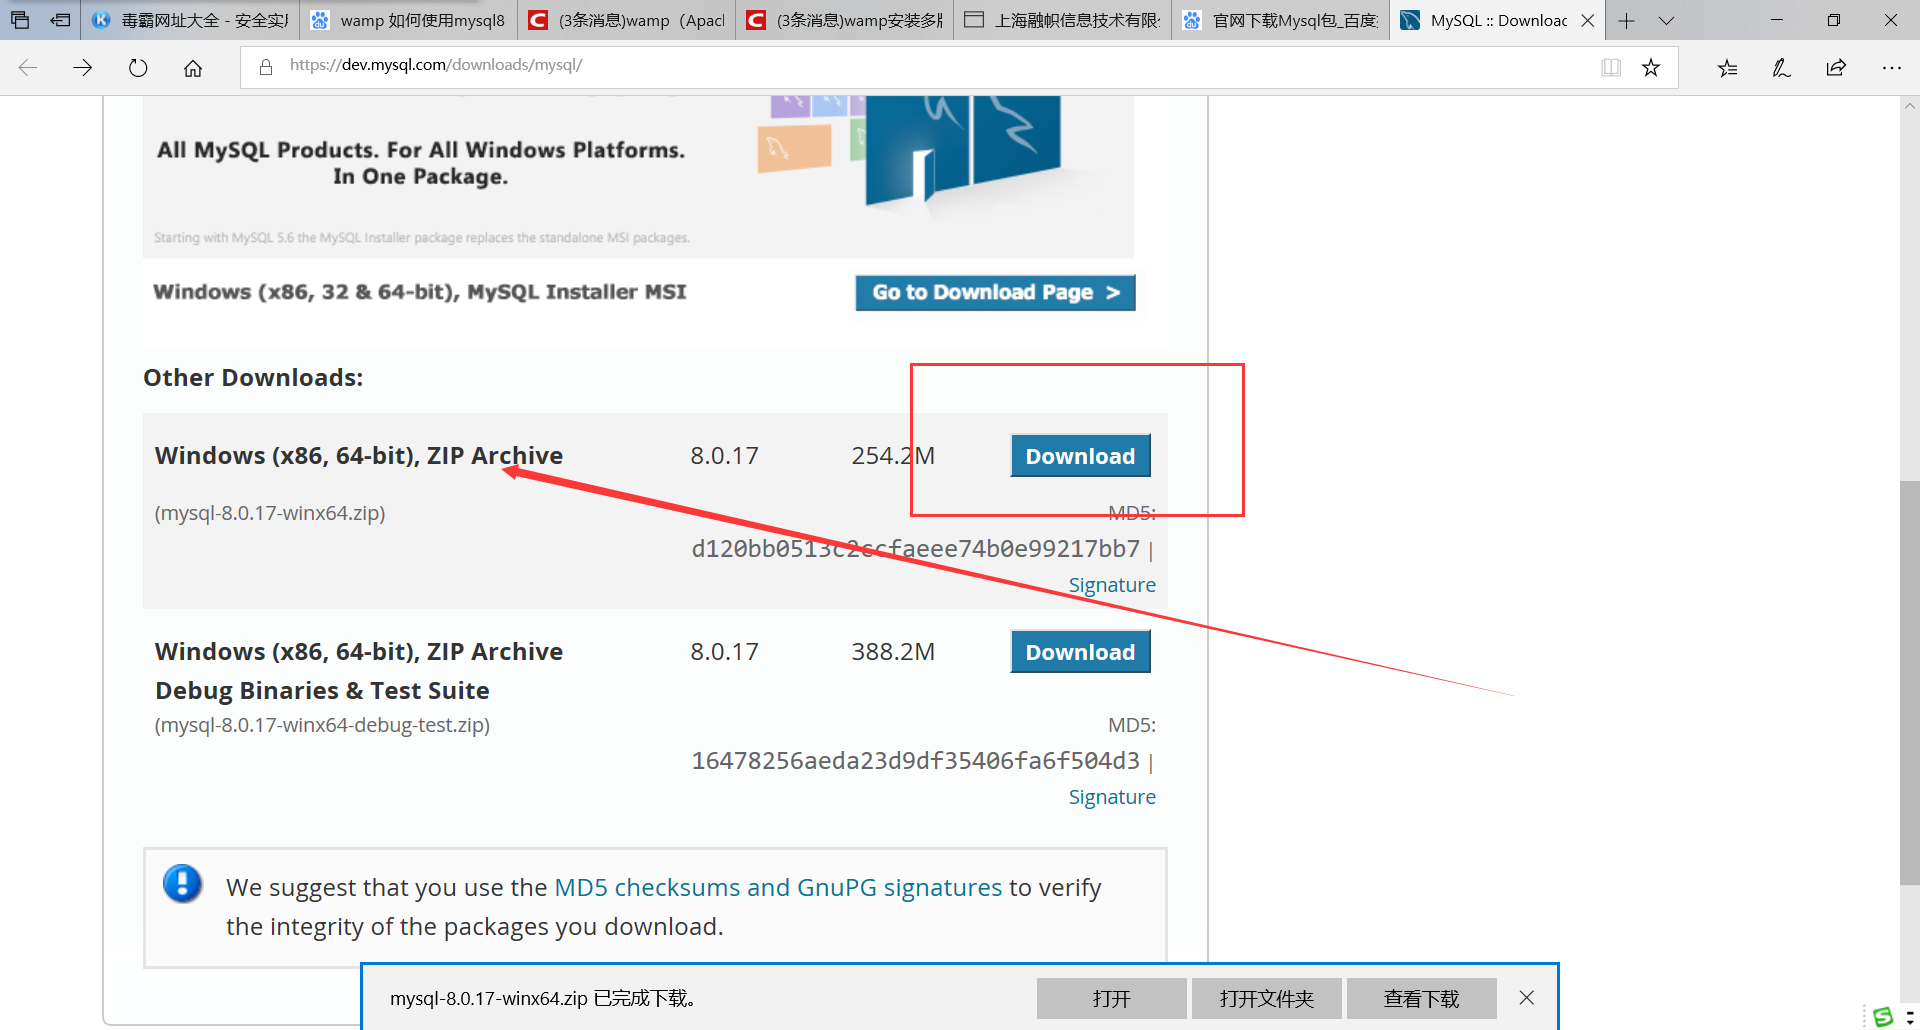 毒霸网址大全 - 安全实用
wamp 如何使用mysql8
(3条消息)wamp（Apach
(3条消息)wamp安装多版
上海融帜信息技术有限公
官网下载Mysql包_百度搜
MySQL :: Download
https://dev.mysql.com/downloads/mysql/
All MySQL Products. For All Windows Platforms.
In One Package.
Starting with MySQL 5.6 the MySQL Installer package replaces the standalone MSI packages.
Windows (x86, 32 & 64-bit), MySQL Installer MSI
Go to Download Page >
Other Downloads:
Windows (x86, 64-bit), ZIP Archive 8.0.17 254.2M Download
(mysql-8.0.17-winx64.zip) MD5:
d120bb0513c2ccfaeee74b0e99217bb7 |
Signature
Windows (x86, 64-bit), ZIP Archive 8.0.17 388.2M Download
Debug Binaries & Test Suite
(mysql-8.0.17-winx64-debug-test.zip) MD5:
16478256aeda23d9df35406fa6f504d3 |
Signature
We suggest that you use the MD5 checksums and GnuPG signatures to verify
the integrity of the packages you download.
mysql-8.0.17-winx64.zip 已完成下载。 打开 打开文件夹 查看下载